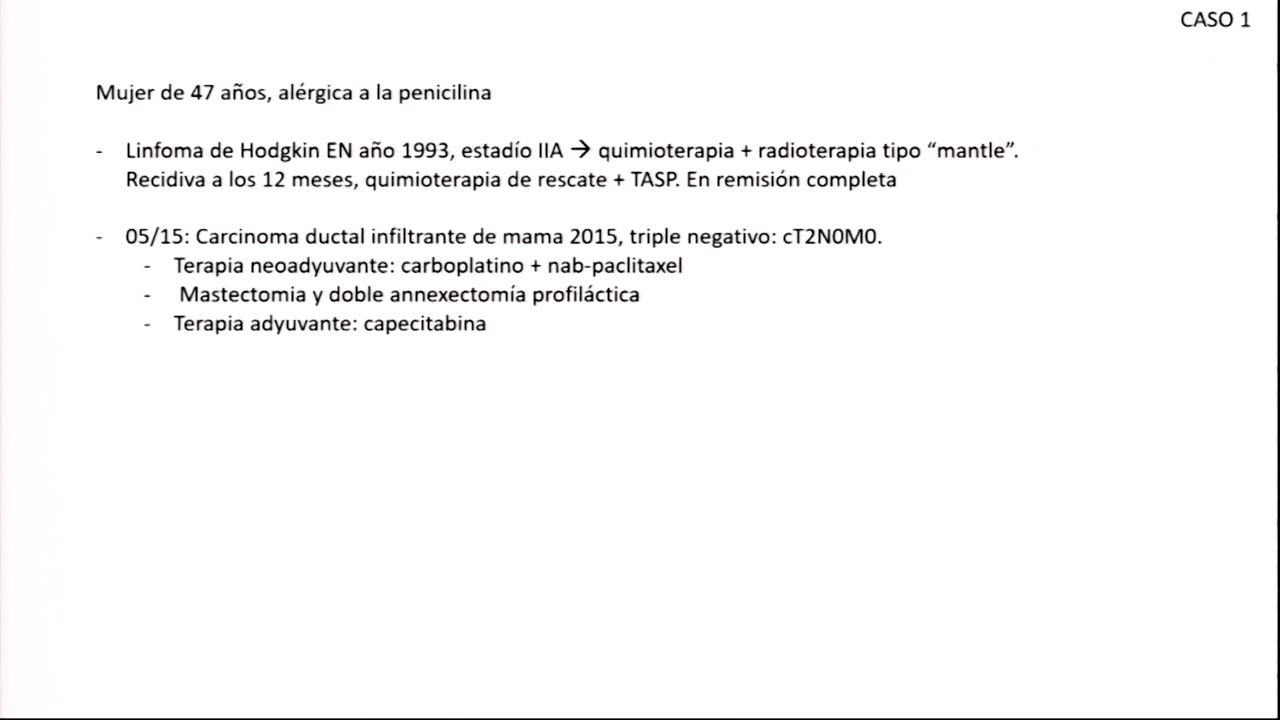 CASO 1
Mujer de 47 años, alérgica a la penicilina
- Linfoma de Hodgkin EN año 1993, estadío IIA → quimioterapia + radioterapia tipo “mantle”.
Recidiva a los 12 meses, quimioterapia de rescate + TASP. En remisión completa
- 05/15: Carcinoma ductal infiltrante de mama 2015, triple negativo: cT2N0M0.
- Terapia neoadyuvante: carboplatino + nab-paclitaxel
- Mastectomia y doble annexectomía profiláctica
- Terapia adyuvante: capecitabina